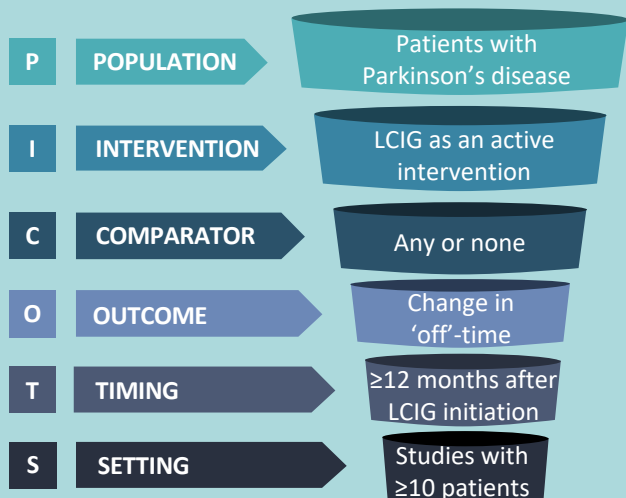 P POPULATION Patients with
Parkinson’s disease
I INTERVENTION LCIG as an active
intervention
C COMPARATOR Any or none
O OUTCOME Change in
‘off’-time
T TIMING ≥12 months after
LCIG initiation
S SETTING Studies with
≥10 patients